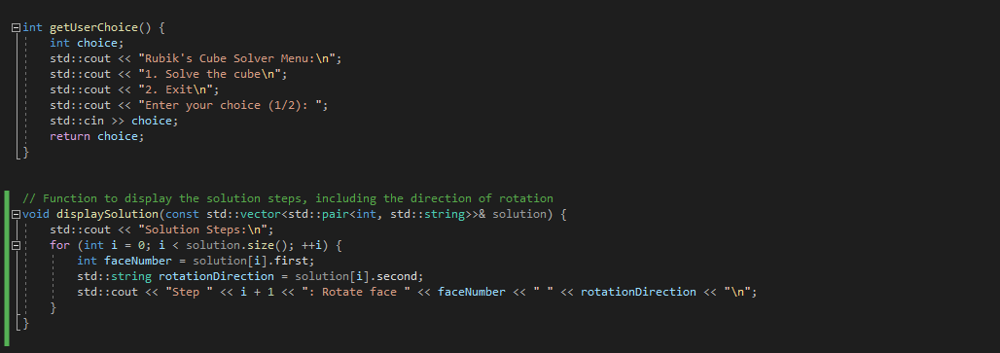 int getUserChoice() {
    int choice;
    std::cout << "Rubik's Cube Solver Menu:\n";
    std::cout << "1. Solve the cube\n";
    std::cout << "2. Exit\n";
    std::cout << "Enter your choice (1/2): ";
    std::cin >> choice;
    return choice;
}
// Function to display the solution steps, including the direction of rotation
void displaySolution(const std::vector<std::pair<int, std::string>>& solution) {
    std::cout << "Solution Steps:\n";
    for (int i = 0; i < solution.size(); ++i) {
        int faceNumber = solution[i].first;
        std::string rotationDirection = solution[i].second;
        std::cout << "Step " << i + 1 << ": Rotate face " << faceNumber << " " << rotationDirection << "\n";
    }
}